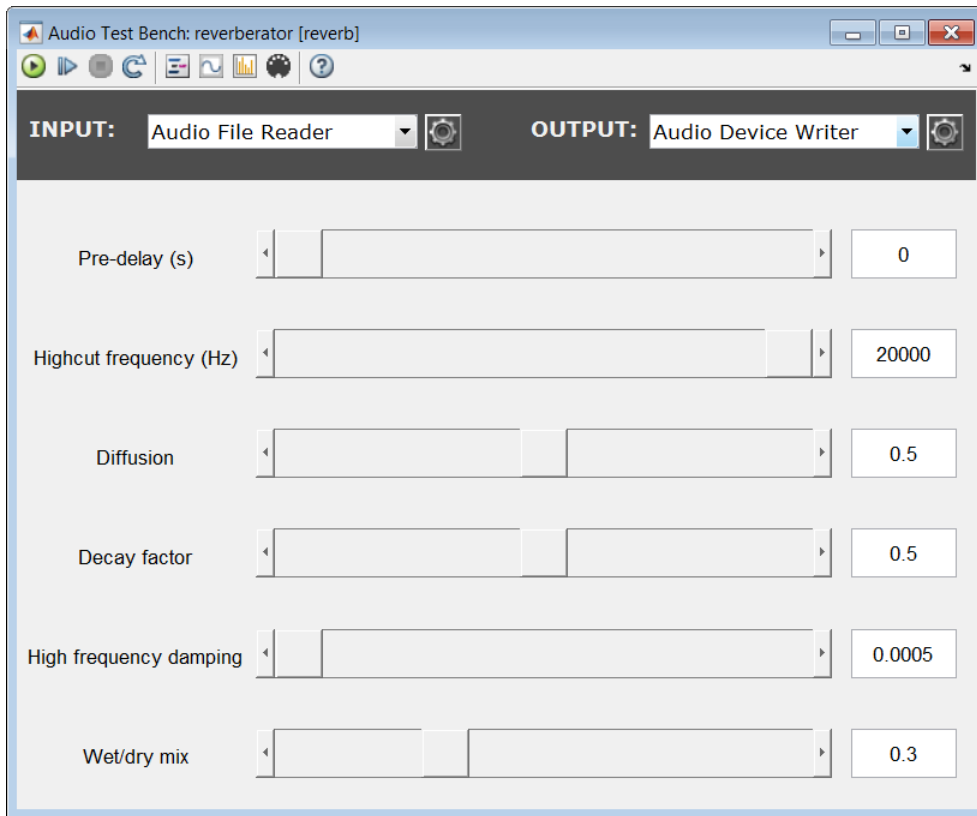 Audio Test Bench: reverberator [reverb]
INPUT: Audio File Reader OUTPUT: Audio Device Writer
Pre-delay (s) 0
Highcut frequency (Hz) 20000
Diffusion 0.5
Decay factor 0.5
High frequency damping 0.0005
Wet/dry mix 0.3